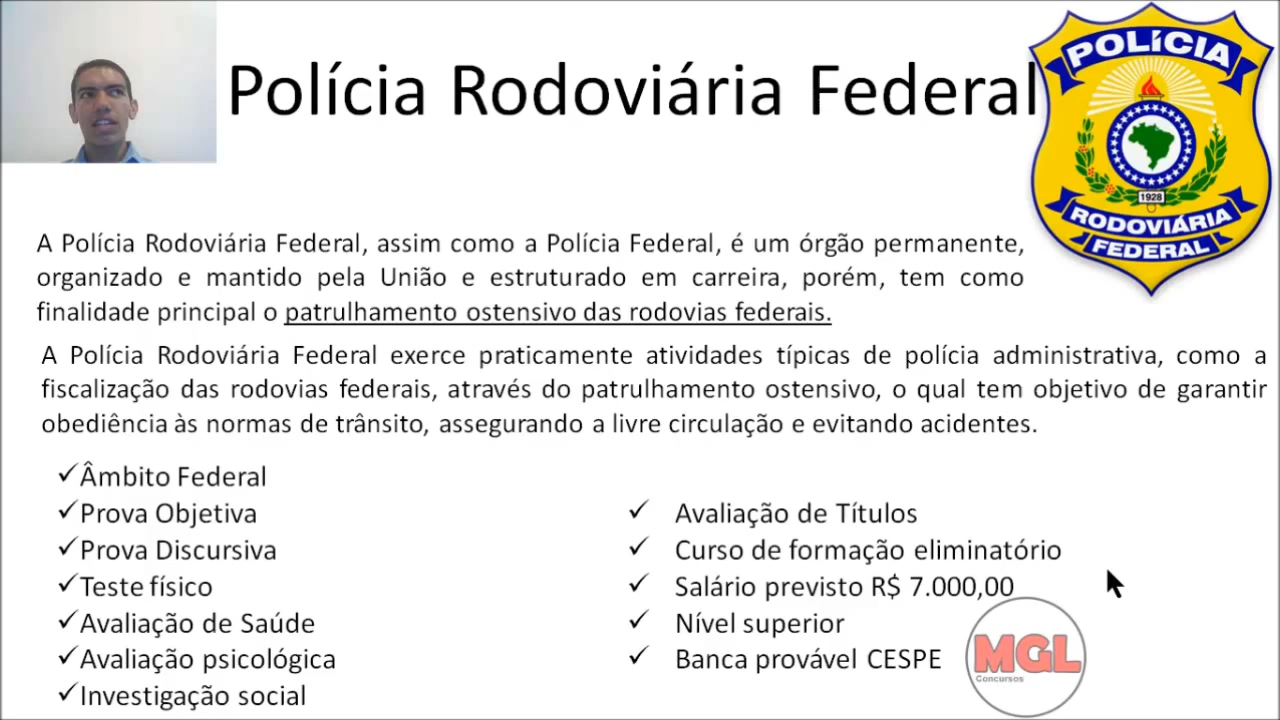 Polícia Rodoviária Federal
POLÍCIA
1928
RODOVIÁRIA
FEDERAL
A Polícia Rodoviária Federal, assim como a Polícia Federal, é um órgão permanente,
organizado e mantido pela União e estruturado em carreira, porém, tem como
finalidade principal o patrulhamento ostensivo das rodovias federais.
A Polícia Rodoviária Federal exerce praticamente atividades típicas de polícia administrativa, como a
fiscalização das rodovias federais, através do patrulhamento ostensivo, o qual tem objetivo de garantir
obediência às normas de trânsito, assegurando a livre circulação e evitando acidentes.
✓Âmbito Federal
✓Prova Objetiva
✓Prova Discursiva
✓Teste físico
✓Avaliação de Saúde
✓Avaliação psicológica
✓Investigação social
✓ Avaliação de Títulos
✓ Curso de formação eliminatório
✓ Salário previsto R$ 7.000,00
✓ Nível superior
✓ Banca provável CESPE
MGL
Concursos